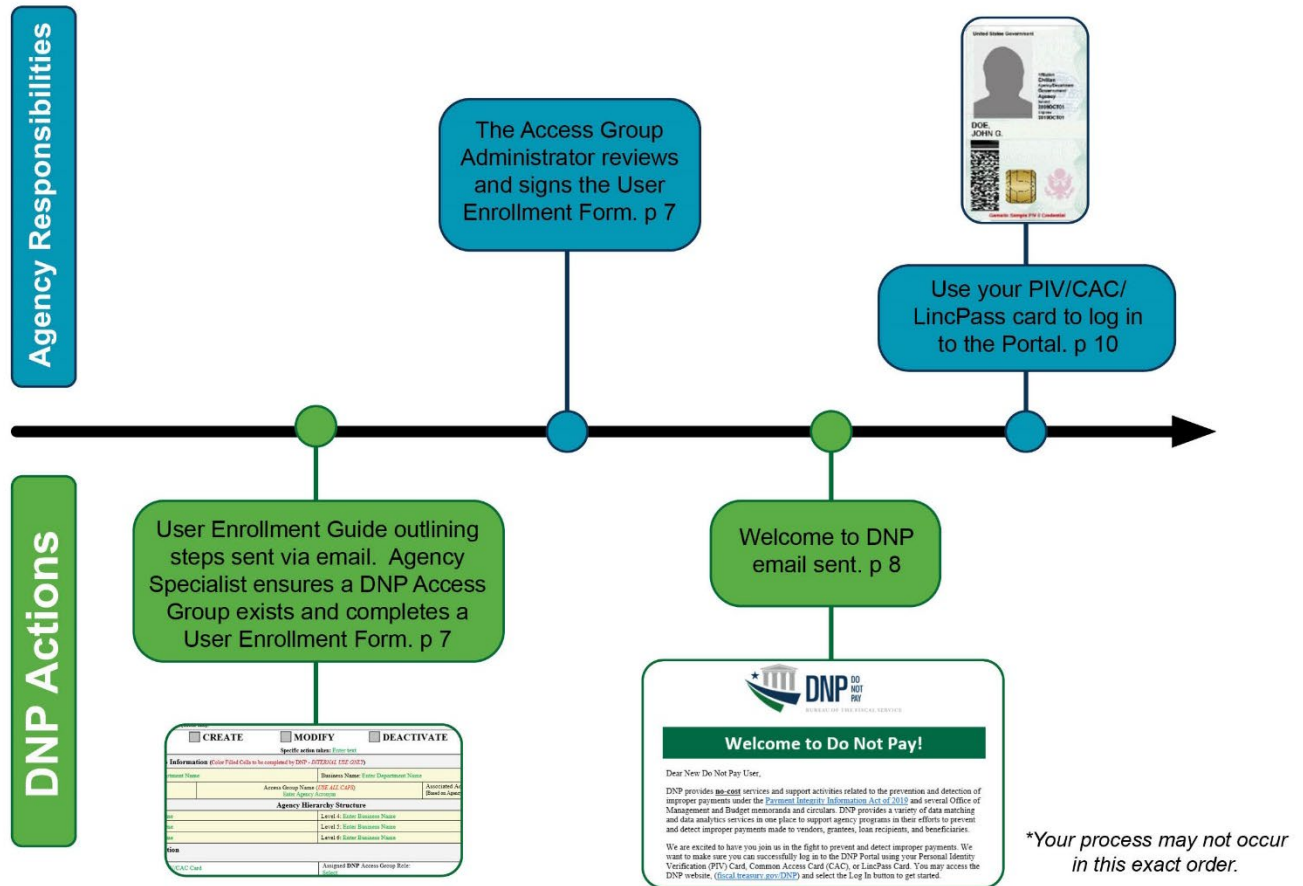 Agency Responsibilities
United States Government
Affiliation
Civilian
Agency/Department
Government
Agency
DOE,
JOHN G.
The Access Group
Administrator reviews
and signs the User
Enrollment Form. p 7
Use your PIV/CAC/
LincPass card to log in
to the Portal. p 10
DNP Actions
User Enrollment Guide outlining
steps sent via email. Agency
Specialist ensures a DNP Access
Group exists and completes a
User Enrollment Form. p 7
Welcome to DNP
email sent. p 8
CREATE MODIFY DEACTIVATE
Specific action taken: Enter text
Information (Color Filled Cells to be completed by DNP - INTERNAL USE ONLY)
Name Business Name: Enter Department Name
Access Group Name (USE ALL CAPS)
Enter Agency Acronym
Agency Hierarchy Structure
Level 4: Enter Business Name
Level 5: Enter Business Name
Level 6: Enter Business Name
/CAC Card Assigned DNP Access Group Role:
Select
DNP DO NOT PAY
BUREAU OF THE FISCAL SERVICE
Welcome to Do Not Pay!
Dear New Do Not Pay User,
DNP provides no-cost services and support activities related to the prevention and detection of
improper payments under the Payment Integrity Information Act of 2019 and several Office of
Management and Budget memoranda and circulars. DNP provides a variety of data matching
and data analytics services in one place to support agency programs in their efforts to prevent
and detect improper payments made to vendors, grantees, loan recipients, and beneficiaries.
We are excited to have you join us in the fight to prevent and detect improper payments. We
want to make sure you can successfully log in to the DNP Portal using your Personal Identity
Verification (PIV) Card, Common Access Card (CAC), or LincPass Card. You may access the
DNP website, (fiscal.treasury.gov/DNP) and select the Log In button to get started.
*Your process may not occur
in this exact order.